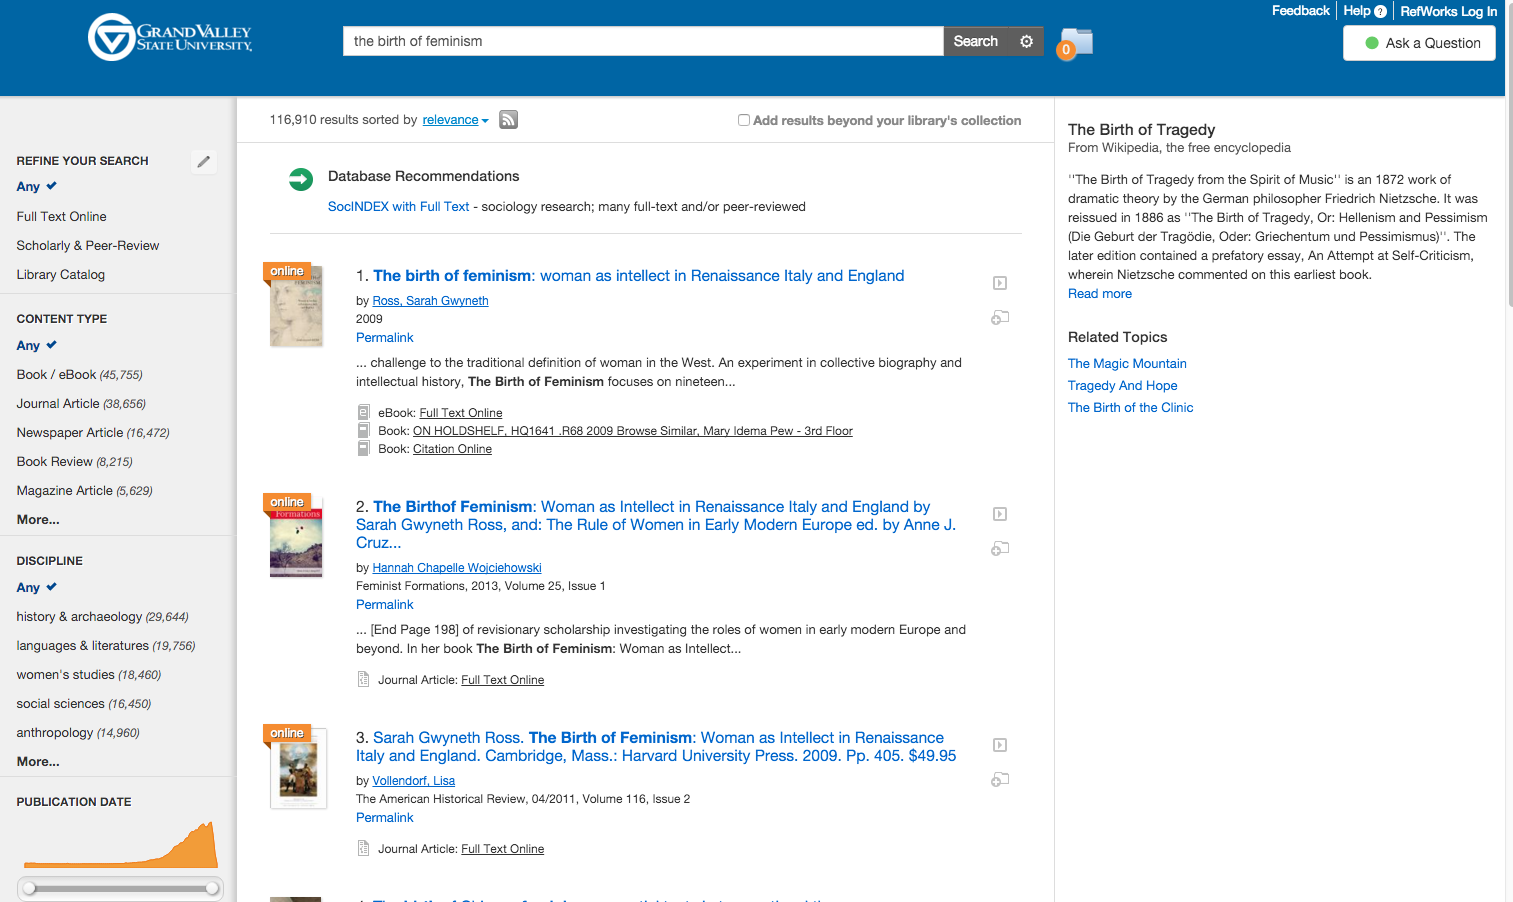 Feedback
Help ?
RefWorks Log In
GRAND VALLEY
STATE UNIVERSITY
the birth of feminism
Search
0
Ask a Question
REFINE YOUR SEARCH
Any
Full Text Online
Scholarly & Peer-Review
Library Catalog
CONTENT TYPE
Any
Book / eBook (45,755)
Journal Article (38,656)
Newspaper Article (16,472)
Book Review (8,215)
Magazine Article (5,629)
More...
DISCIPLINE
Any
history & archaeology (29,644)
languages & literatures (19,756)
women's studies (18,460)
social sciences (16,450)
anthropology (14,960)
More...
PUBLICATION DATE
116,910 results sorted by relevance
Add results beyond your library's collection
Database Recommendations
SocINDEX with Full Text - sociology research; many full-text and/or peer-reviewed
online
1. The birth of feminism: woman as intellect in Renaissance Italy and England
by Ross, Sarah Gwyneth
2009
Permalink
... challenge to the traditional definition of woman in the West. An experiment in collective biography and
intellectual history, The Birth of Feminism focuses on nineteen...
eBook: Full Text Online
Book: ON HOLDSHELF, HQ1641 .R68 2009 Browse Similar, Mary Idema Pew - 3rd Floor
Book: Citation Online
online
Formations
2. The Birthof Feminism: Woman as Intellect in Renaissance Italy and England by
Sarah Gwyneth Ross, and: The Rule of Women in Early Modern Europe ed. by Anne J.
Cruz...
by Hannah Chapelle Wojciehowski
Feminist Formations, 2013, Volume 25, Issue 1
Permalink
... [End Page 198] of revisionary scholarship investigating the roles of women in early modern Europe and
beyond. In her book The Birth of Feminism: Woman as Intellect...
Journal Article: Full Text Online
online
3. Sarah Gwyneth Ross. The Birth of Feminism: Woman as Intellect in Renaissance
Italy and England. Cambridge, Mass.: Harvard University Press. 2009. Pp. 405. $49.95
by Vollendorf, Lisa
The American Historical Review, 04/2011, Volume 116, Issue 2
Permalink
Journal Article: Full Text Online
The Birth of Tragedy
From Wikipedia, the free encyclopedia
''The Birth of Tragedy from the Spirit of Music'' is an 1872 work of
dramatic theory by the German philosopher Friedrich Nietzsche. It was
reissued in 1886 as ''The Birth of Tragedy, Or: Hellenism and Pessimism
(Die Geburt der Tragödie, Oder: Griechentum und Pessimismus)''. The
later edition contained a prefatory essay, An Attempt at Self-Criticism,
wherein Nietzsche commented on this earliest book.
Read more
Related Topics
The Magic Mountain
Tragedy And Hope
The Birth of the Clinic